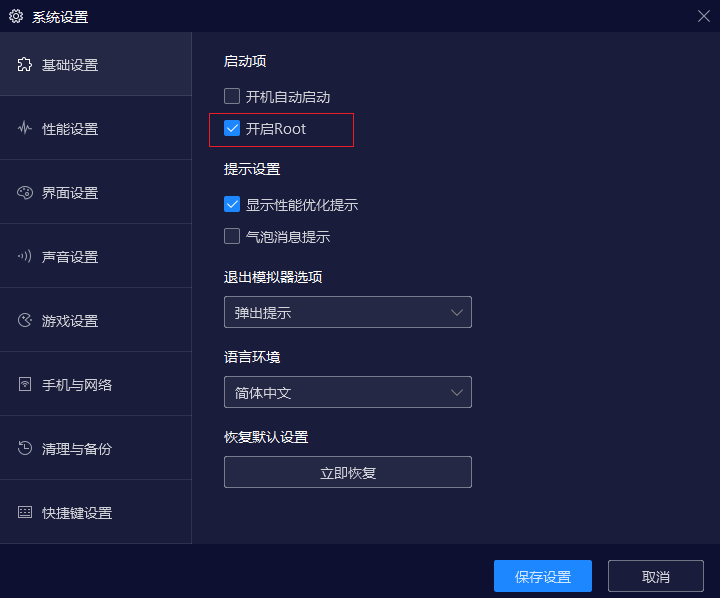 系统设置
基础设置
性能设置
界面设置
声音设置
游戏设置
手机与网络
清理与备份
快捷键设置
启动项
开机自动启动
开启Root
提示设置
显示性能优化提示
气泡消息提示
退出模拟器选项
弹出提示
语言环境
简体中文
恢复默认设置
立即恢复
保存设置
取消